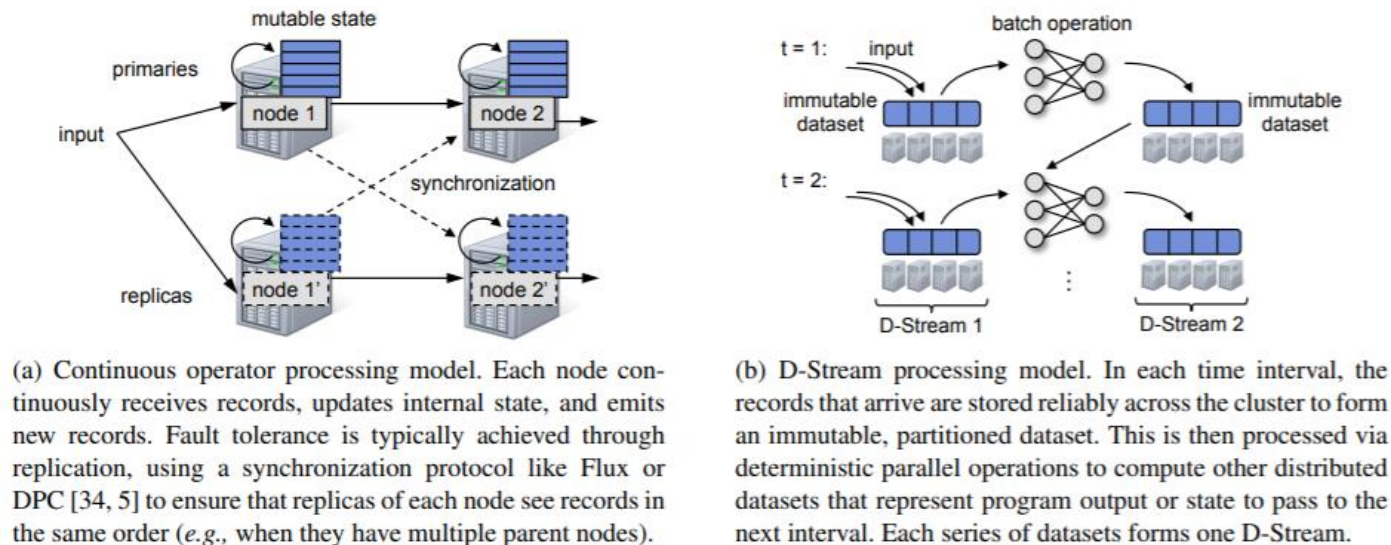 mutable state
primaries
node 1
node 2
input
synchronization
replicas
node 1'
node 2'
(a) Continuous operator processing model. Each node con-
tinuously receives records, updates internal state, and emits
new records. Fault tolerance is typically achieved through
replication, using a synchronization protocol like Flux or
DPC [34, 5] to ensure that replicas of each node see records in
the same order (e.g., when they have multiple parent nodes).
batch operation
t = 1:
input
immutable
dataset
immutable
dataset
t = 2:
⋮
D-Stream 1
D-Stream 2
(b) D-Stream processing model. In each time interval, the
records that arrive are stored reliably across the cluster to form
an immutable, partitioned dataset. This is then processed via
deterministic parallel operations to compute other distributed
datasets that represent program output or state to pass to the
next interval. Each series of datasets forms one D-Stream.